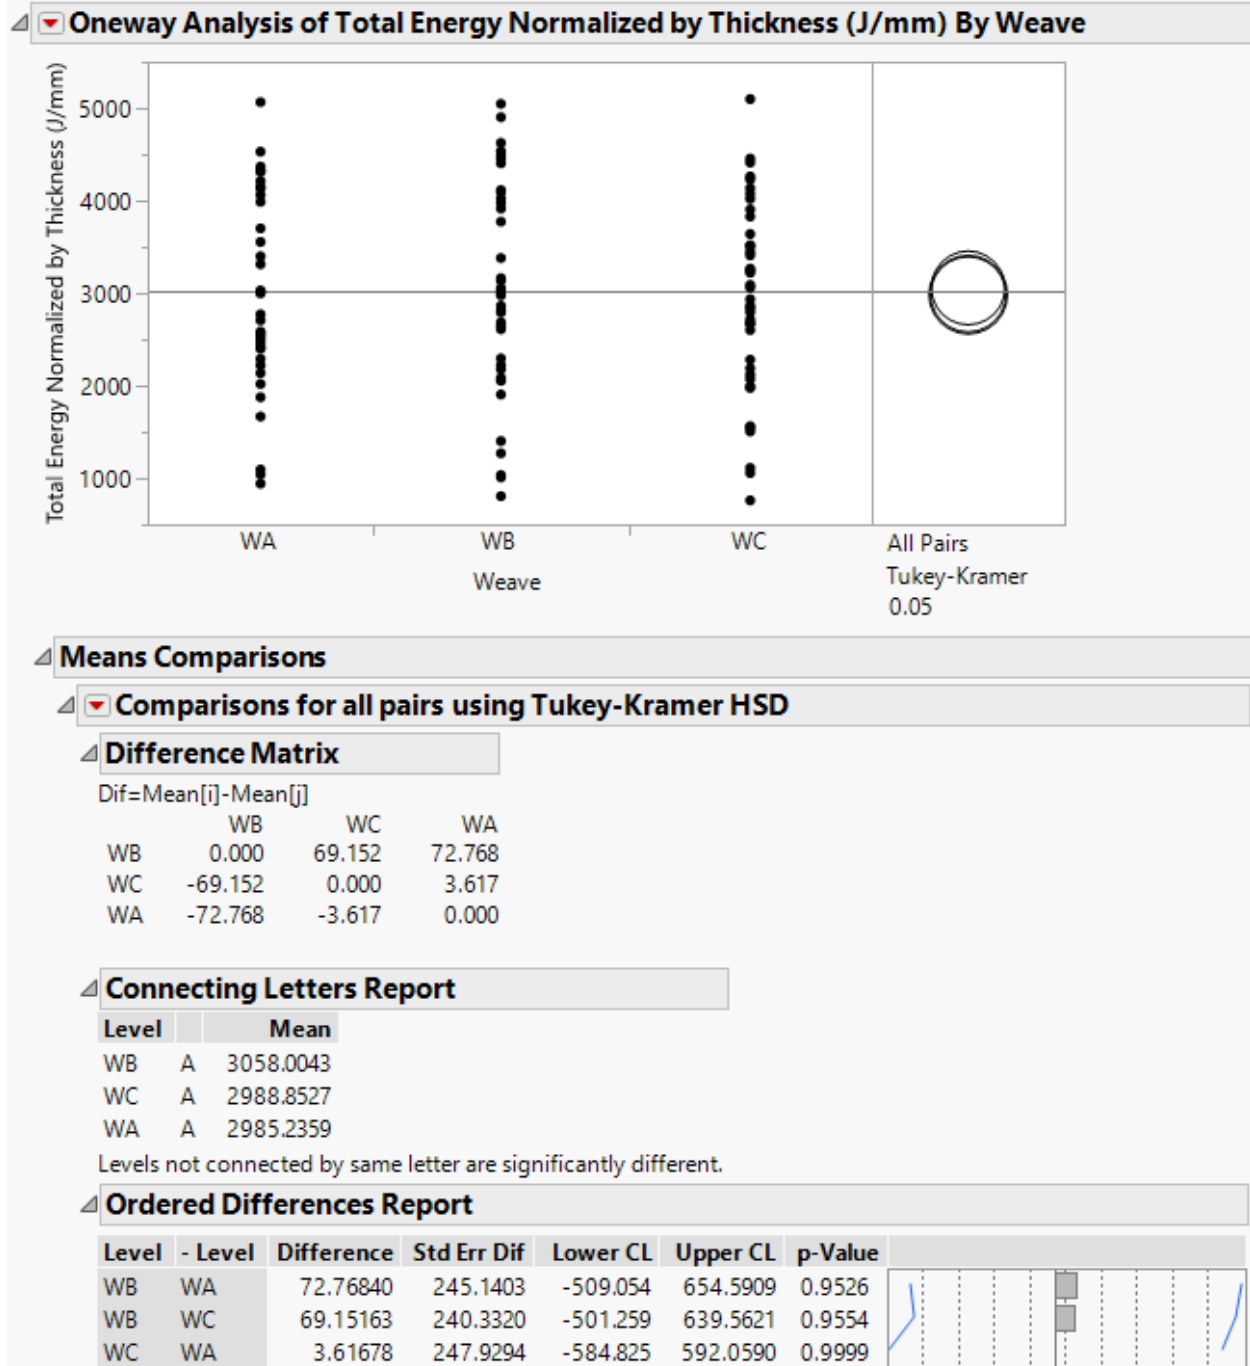 Oneway Analysis of Total Energy Normalized by Thickness (J/mm) By Weave
Total Energy Normalized by Thickness (J/mm)
5000
4000
3000
2000
1000
WA WB WC
Weave
All Pairs
Tukey-Kramer
0.05
Means Comparisons
Comparisons for all pairs using Tukey-Kramer HSD
Difference Matrix
Dif=Mean[i]-Mean[j]
WB WC WA
WB 0.000 69.152 72.768
WC -69.152 0.000 3.617
WA -72.768 -3.617 0.000
Connecting Letters Report
Level Mean
WB A 3058.0043
WC A 2988.8527
WA A 2985.2359
Levels not connected by same letter are significantly different.
Ordered Differences Report
Level - Level Difference Std Err Dif Lower CL Upper CL p-Value
WB WA 72.76840 245.1403 -509.054 654.5909 0.9526
WB WC 69.15163 240.3320 -501.259 639.5621 0.9554
WC WA 3.61678 247.9294 -584.825 592.0590 0.9999